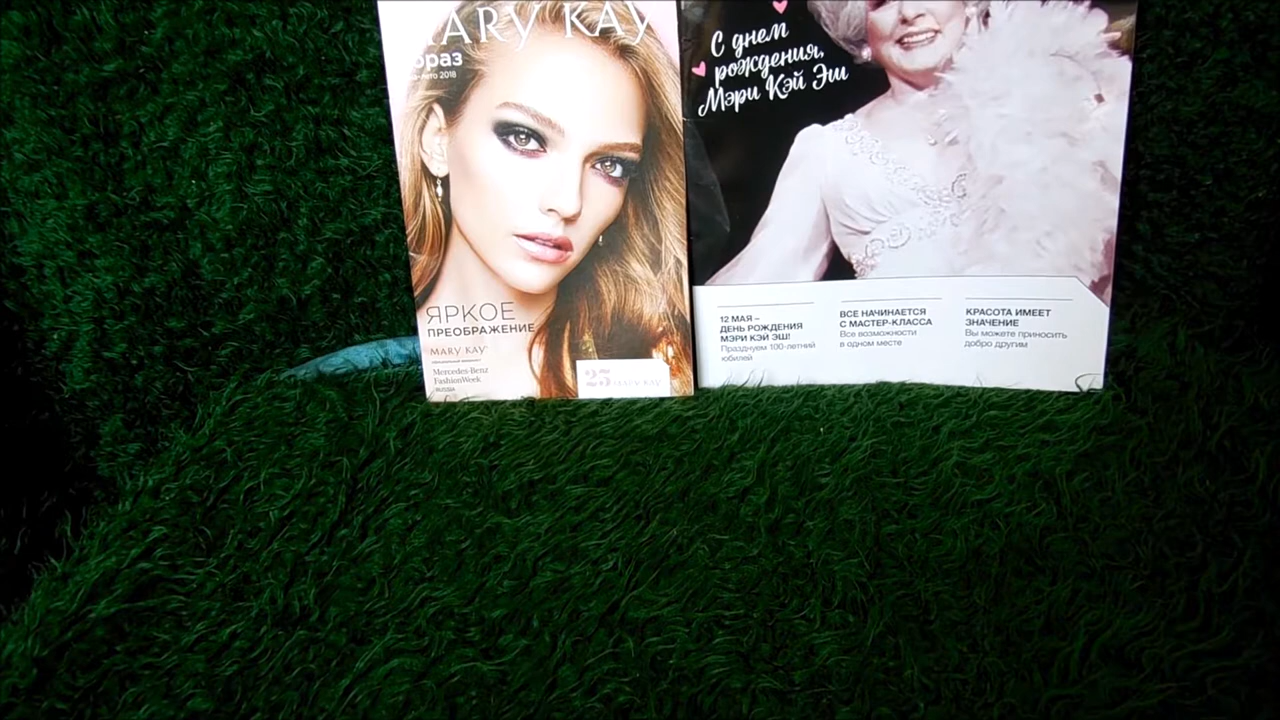 MARY KAY
ЯРКОЕ
ПРЕОБРАЖЕНИЕ
MARY KAY
Mercedes-Benz
FashionWeek
RUSSIA
25 MARY KAY
С днем
рождения,
Мэри Кэй Эш
12 МАЯ –
ДЕНЬ РОЖДЕНИЯ
МЭРИ КЭЙ ЭШ!
Празднуем 100-летний
юбилей
ВСЕ НАЧИНАЕТСЯ
С МАСТЕР-КЛАССА
Все возможности
в одном месте
КРАСОТА ИМЕЕТ
ЗНАЧЕНИЕ
Вы можете приносить
добро другим